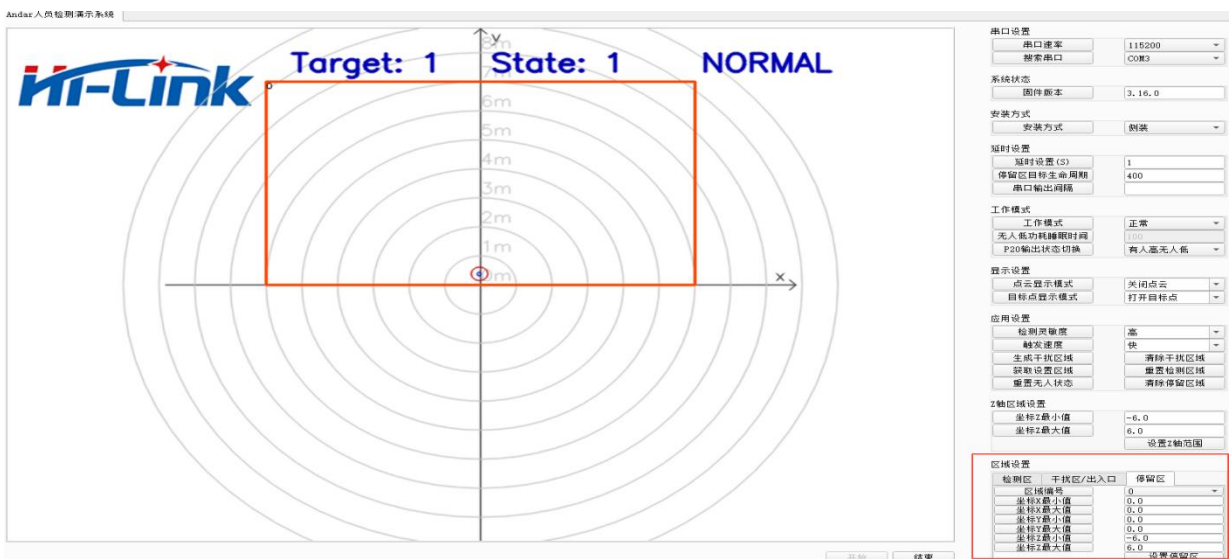 Andar人员检测演示系统
Hi-Link
Target: 1 State: 1 NORMAL
y
8m
7m
6m
5m
4m
3m
2m
1m
0m
x
0
串口设置
串口速率 115200
搜索串口 COM3
系统状态
固件版本 3.16.0
安装方式
安装方式 侧装
延时设置
延时设置(S) 1
停留区目标生命周期 400
串口输出间隔
工作模式
工作模式 正常
无人低功耗睡眠时间 100
P20输出状态切换 有人高无人低
显示设置
点云显示模式 关闭点云
目标点显示模式 打开目标点
应用设置
检测灵敏度 高
触发速度 快
生成干扰区域 清除干扰区域
获取设置区域 重置检测区域
重置无人状态 清除停留区域
Z轴区域设置
坐标Z最小值 -6.0
坐标Z最大值 6.0
设置Z轴范围
区域设置
检测区 干扰区/出入口 停留区
区域编号 0
坐标X最小值 0.0
坐标X最大值 0.0
坐标Y最小值 0.0
坐标Y最大值 0.0
坐标Z最小值 -6.0
坐标Z最大值 6.0
设置停留区
开始 结束